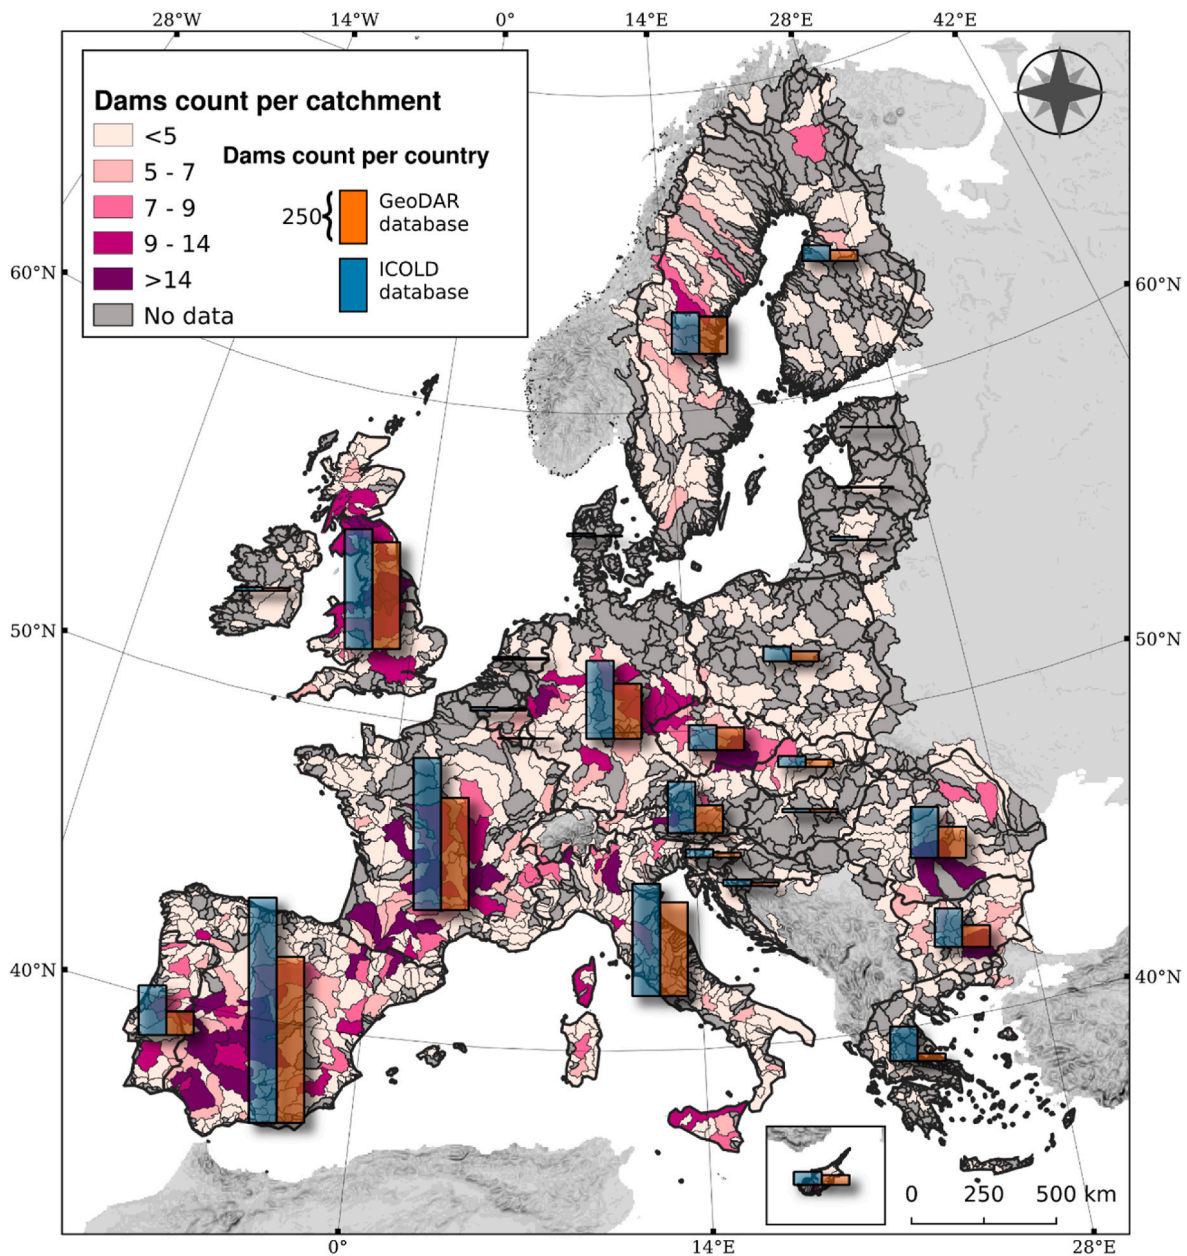 28°W 14°W 0° 14°E 28°E 42°E
Dams count per catchment
<5
5 - 7
7 - 9
9 - 14
>14
No data
Dams count per country
250{
GeoDAR
database
ICOLD
database
60°N 60°N
50°N 50°N
40°N 40°N
0 250 500 km
0° 14°E 28°E